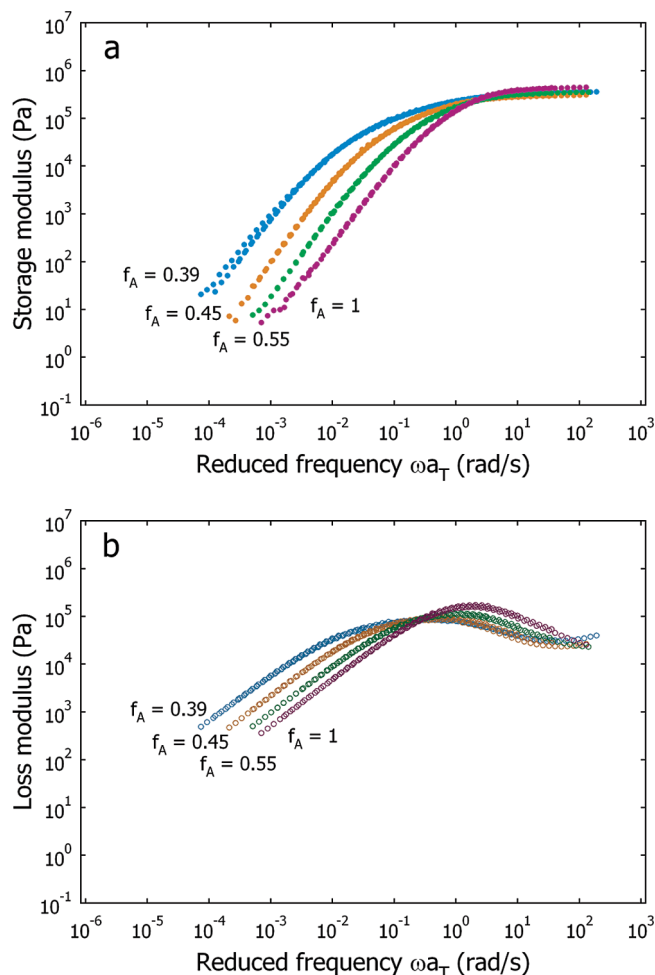 a
Storage modulus (Pa)
10^7
10^6
10^5
10^4
10^3
10^2
10^1
10^0
10^-1
f_A = 0.39
f_A = 0.45
f_A = 0.55
f_A = 1
10^-6 10^-5 10^-4 10^-3 10^-2 10^-1 10^0 10^1 10^2 10^3
Reduced frequency ωa_T (rad/s)
b
Loss modulus (Pa)
10^7
10^6
10^5
10^4
10^3
10^2
10^1
10^0
10^-1
f_A = 0.39
f_A = 0.45
f_A = 0.55
f_A = 1
10^-6 10^-5 10^-4 10^-3 10^-2 10^-1 10^0 10^1 10^2 10^3
Reduced frequency ωa_T (rad/s)